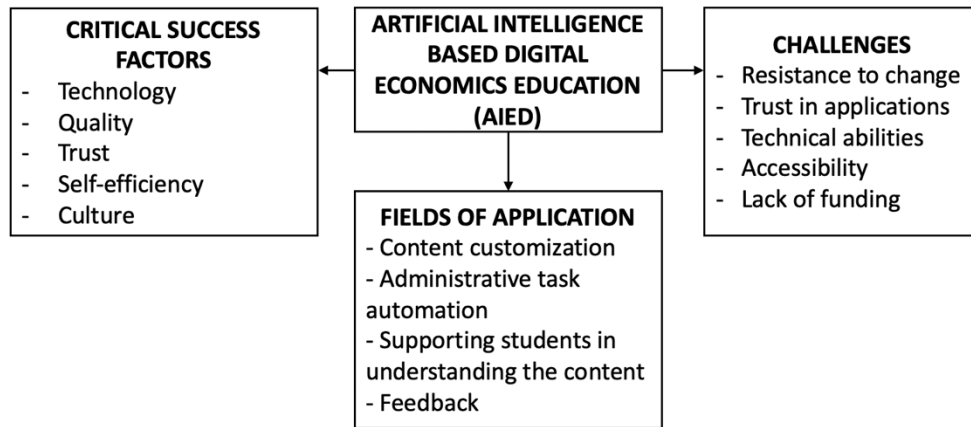 CRITICAL SUCCESS
FACTORS
- Technology
- Quality
- Trust
- Self-efficiency
- Culture
ARTIFICIAL INTELLIGENCE
BASED DIGITAL
ECONOMICS EDUCATION
(AIED)
CHALLENGES
- Resistance to change
- Trust in applications
- Technical abilities
- Accessibility
- Lack of funding
FIELDS OF APPLICATION
- Content customization
- Administrative task
automation
- Supporting students in
understanding the content
- Feedback